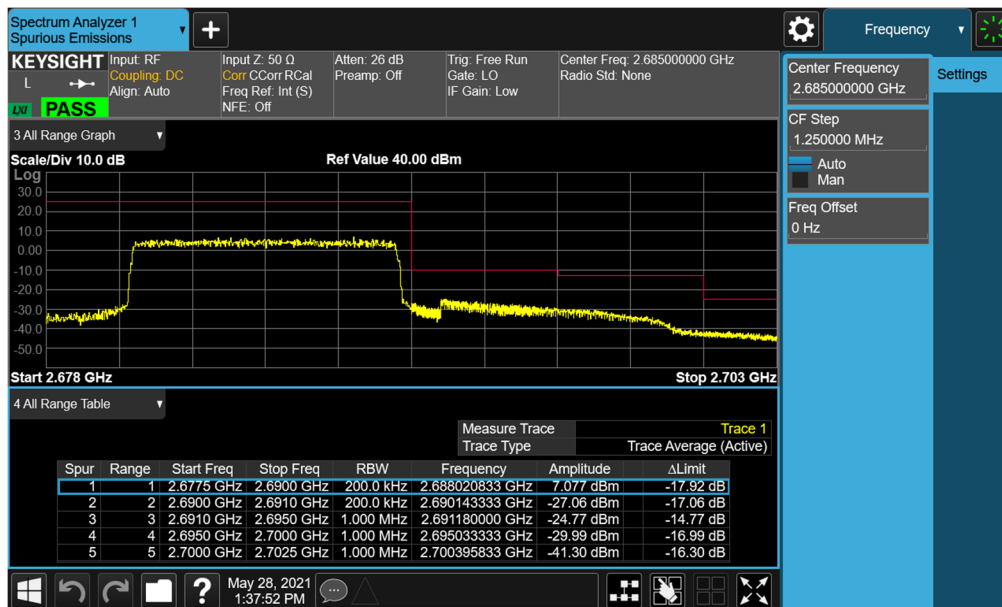 Spectrum Analyzer 1
Spurious Emissions
Frequency
KEYSIGHT
L
LXI
PASS
Input: RF
Coupling: DC
Align: Auto
Input Z: 50 Ω
Corr CCorr RCal
Freq Ref: Int (S)
NFE: Off
Atten: 26 dB
Preamp: Off
Trig: Free Run
Gate: LO
IF Gain: Low
Center Freq: 2.685000000 GHz
Radio Std: None
Center Frequency
2.685000000 GHz
Settings
CF Step
1.250000 MHz
Auto
Man
Freq Offset
0 Hz
3 All Range Graph
Scale/Div 10.0 dB
Ref Value 40.00 dBm
Log
30.0
20.0
10.0
0.00
-10.0
-20.0
-30.0
-40.0
-50.0
Start 2.678 GHz
Stop 2.703 GHz
4 All Range Table
Measure Trace Trace 1
Trace Type Trace Average (Active)
Spur Range Start Freq Stop Freq RBW Frequency Amplitude ΔLimit
1 1 2.6775 GHz 2.6900 GHz 200.0 kHz 2.688020833 GHz 7.077 dBm -17.92 dB
2 2 2.6900 GHz 2.6910 GHz 200.0 kHz 2.690143333 GHz -27.06 dBm -17.06 dB
3 3 2.6910 GHz 2.6950 GHz 1.000 MHz 2.691180000 GHz -24.77 dBm -14.77 dB
4 4 2.6950 GHz 2.7000 GHz 1.000 MHz 2.695033333 GHz -29.99 dBm -16.99 dB
5 5 2.7000 GHz 2.7025 GHz 1.000 MHz 2.700395833 GHz -41.30 dBm -16.30 dB
?
May 28, 2021
1:37:52 PM